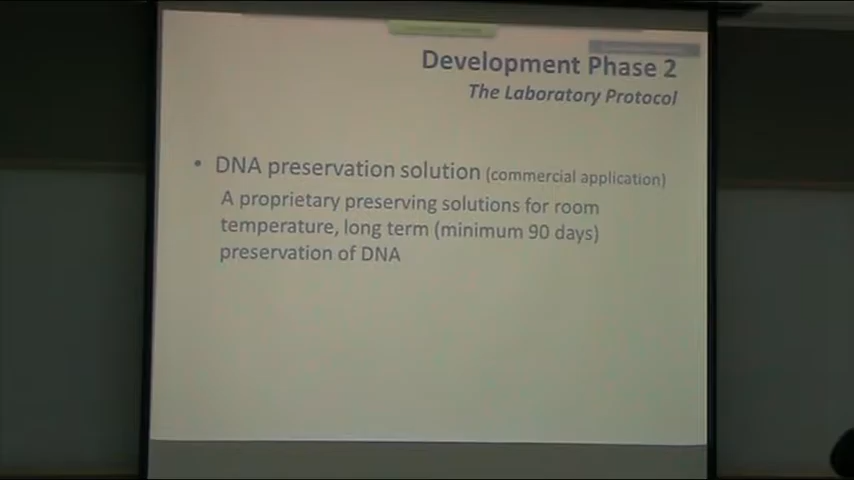 Development Phase 2
The Laboratory Protocol
• DNA preservation solution (commercial application)
A proprietary preserving solutions for room
temperature, long term (minimum 90 days)
preservation of DNA